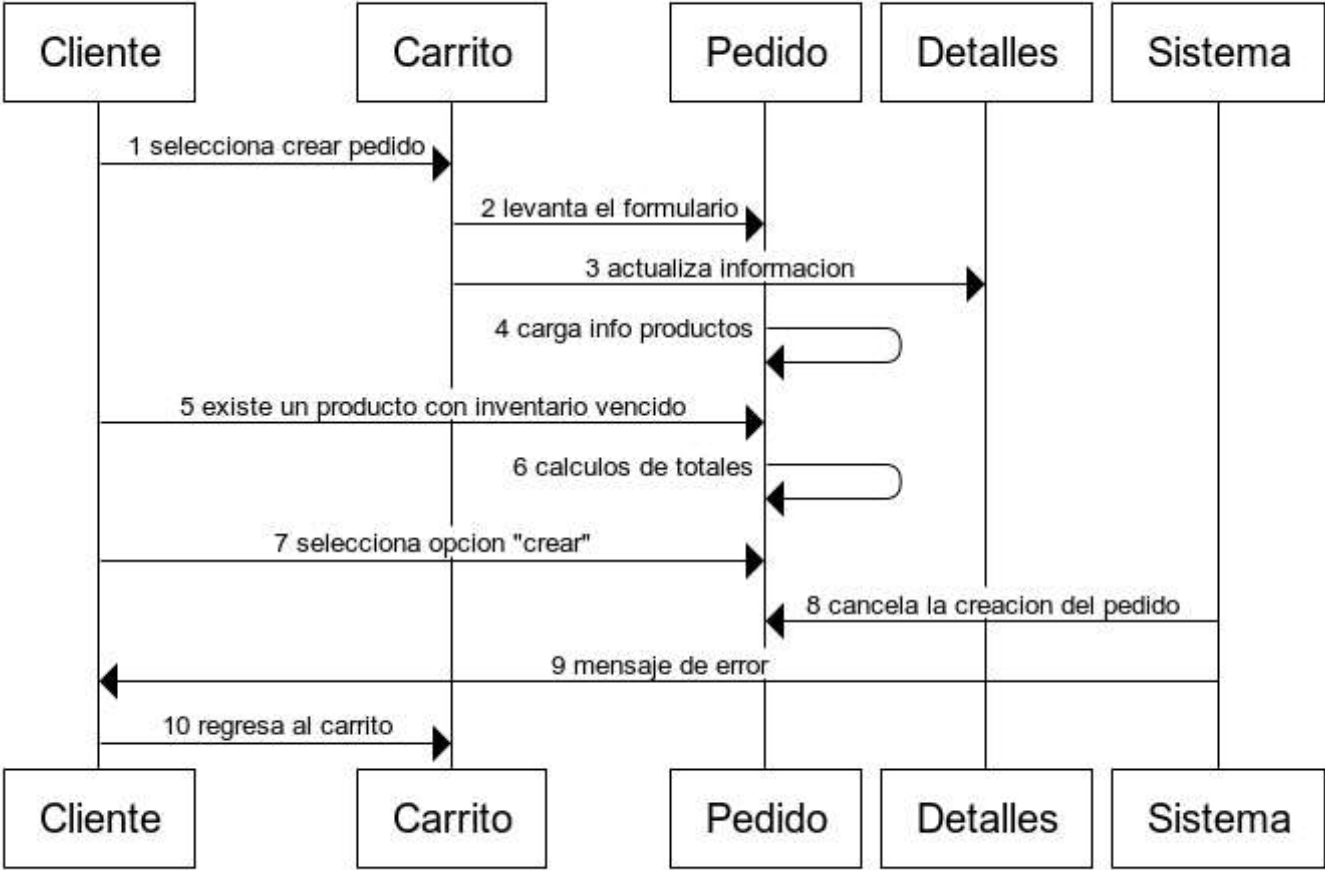 Cliente
Carrito
Pedido
Detalles
Sistema
1 selecciona crear pedido
2 levanta el formulario
3 actualiza informacion
4 carga info productos
5 existe un producto con inventario vencido
6 calculos de totales
7 selecciona opcion "crear"
8 cancela la creacion del pedido
9 mensaje de error
10 regresa al carrito
Cliente
Carrito
Pedido
Detalles
Sistema